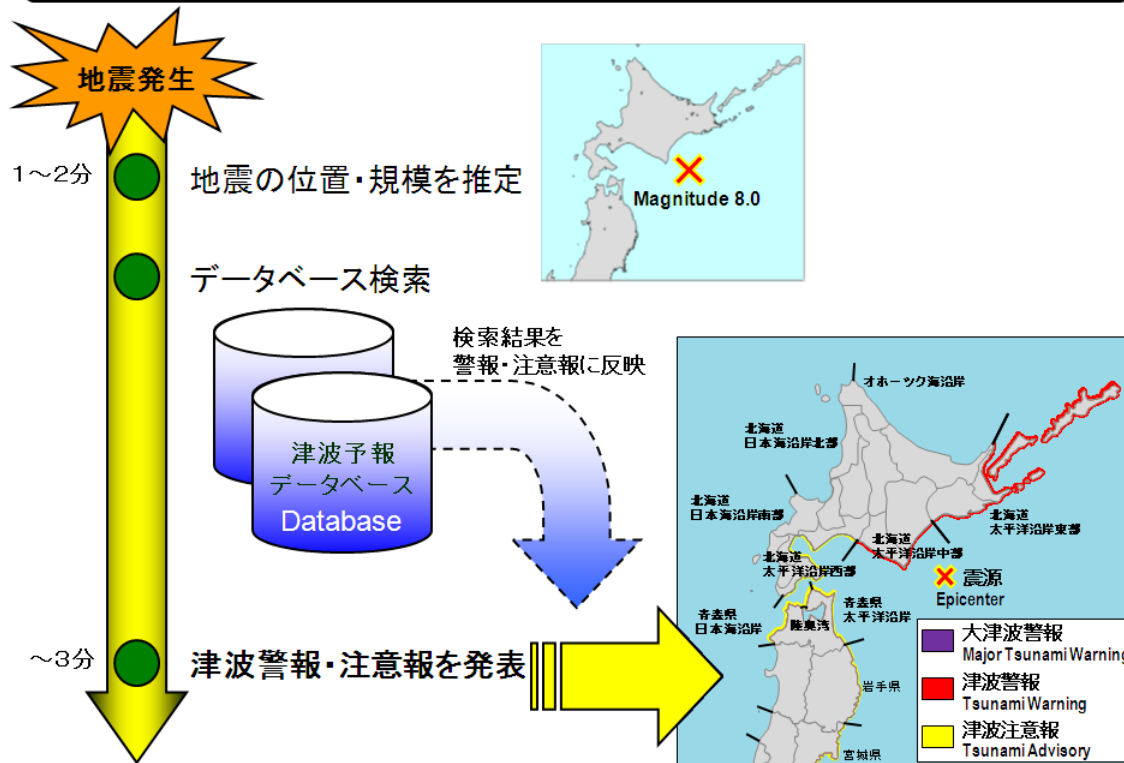 地震発生
1～2分
地震の位置・規模を推定
Magnitude 8.0
データベース検索
検索結果を
警報・注意報に反映
津波予報
データベース
Database
～3分
津波警報・注意報を発表
オホーツク海沿岸
北海道
日本海沿岸北部
北海道
日本海沿岸南部
北海道
太平洋沿岸東部
北海道
太平洋沿岸中部
北海道
太平洋沿岸西部
震源
Epicenter
青森県
日本海沿岸
陸奥湾
青森県
太平洋沿岸
岩手県
宮城県
大津波警報
Major Tsunami Warning
津波警報
Tsunami Warning
津波注意報
Tsunami Advisory